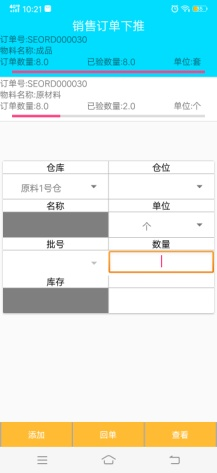 10:21
销售订单下推
订单号:SEORD000030
物料名称:成品
订单数量:8.0 已验数量:8.0 单位:套
订单号:SEORD000030
物料名称:原材料
订单数量:8.0 已验数量:2.0 单位:个
仓库 仓位
原料1号仓
名称 单位
个
批号 数量
库存
添加 回单 查看